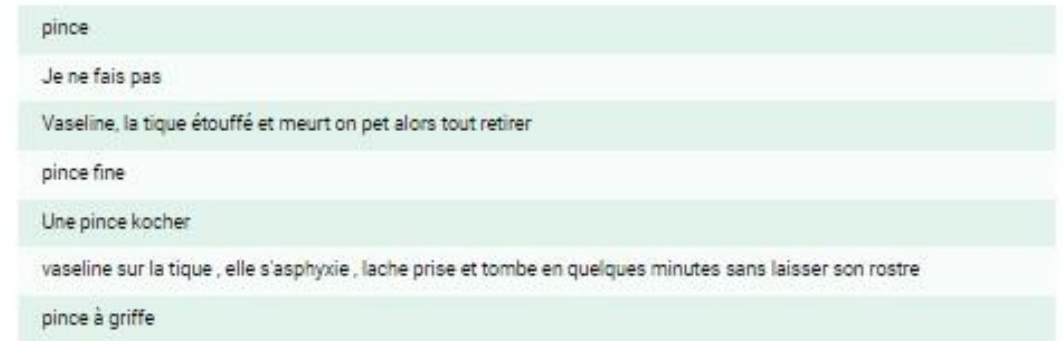 pince
Je ne fais pas
Vaseline, la tique étouffé et meurt on pet alors tout retirer
pince fine
Une pince kocher
vaseline sur la tique , elle s'asphyxie , lache prise et tombe en quelques minutes sans laisser son rostre
pince à griffe